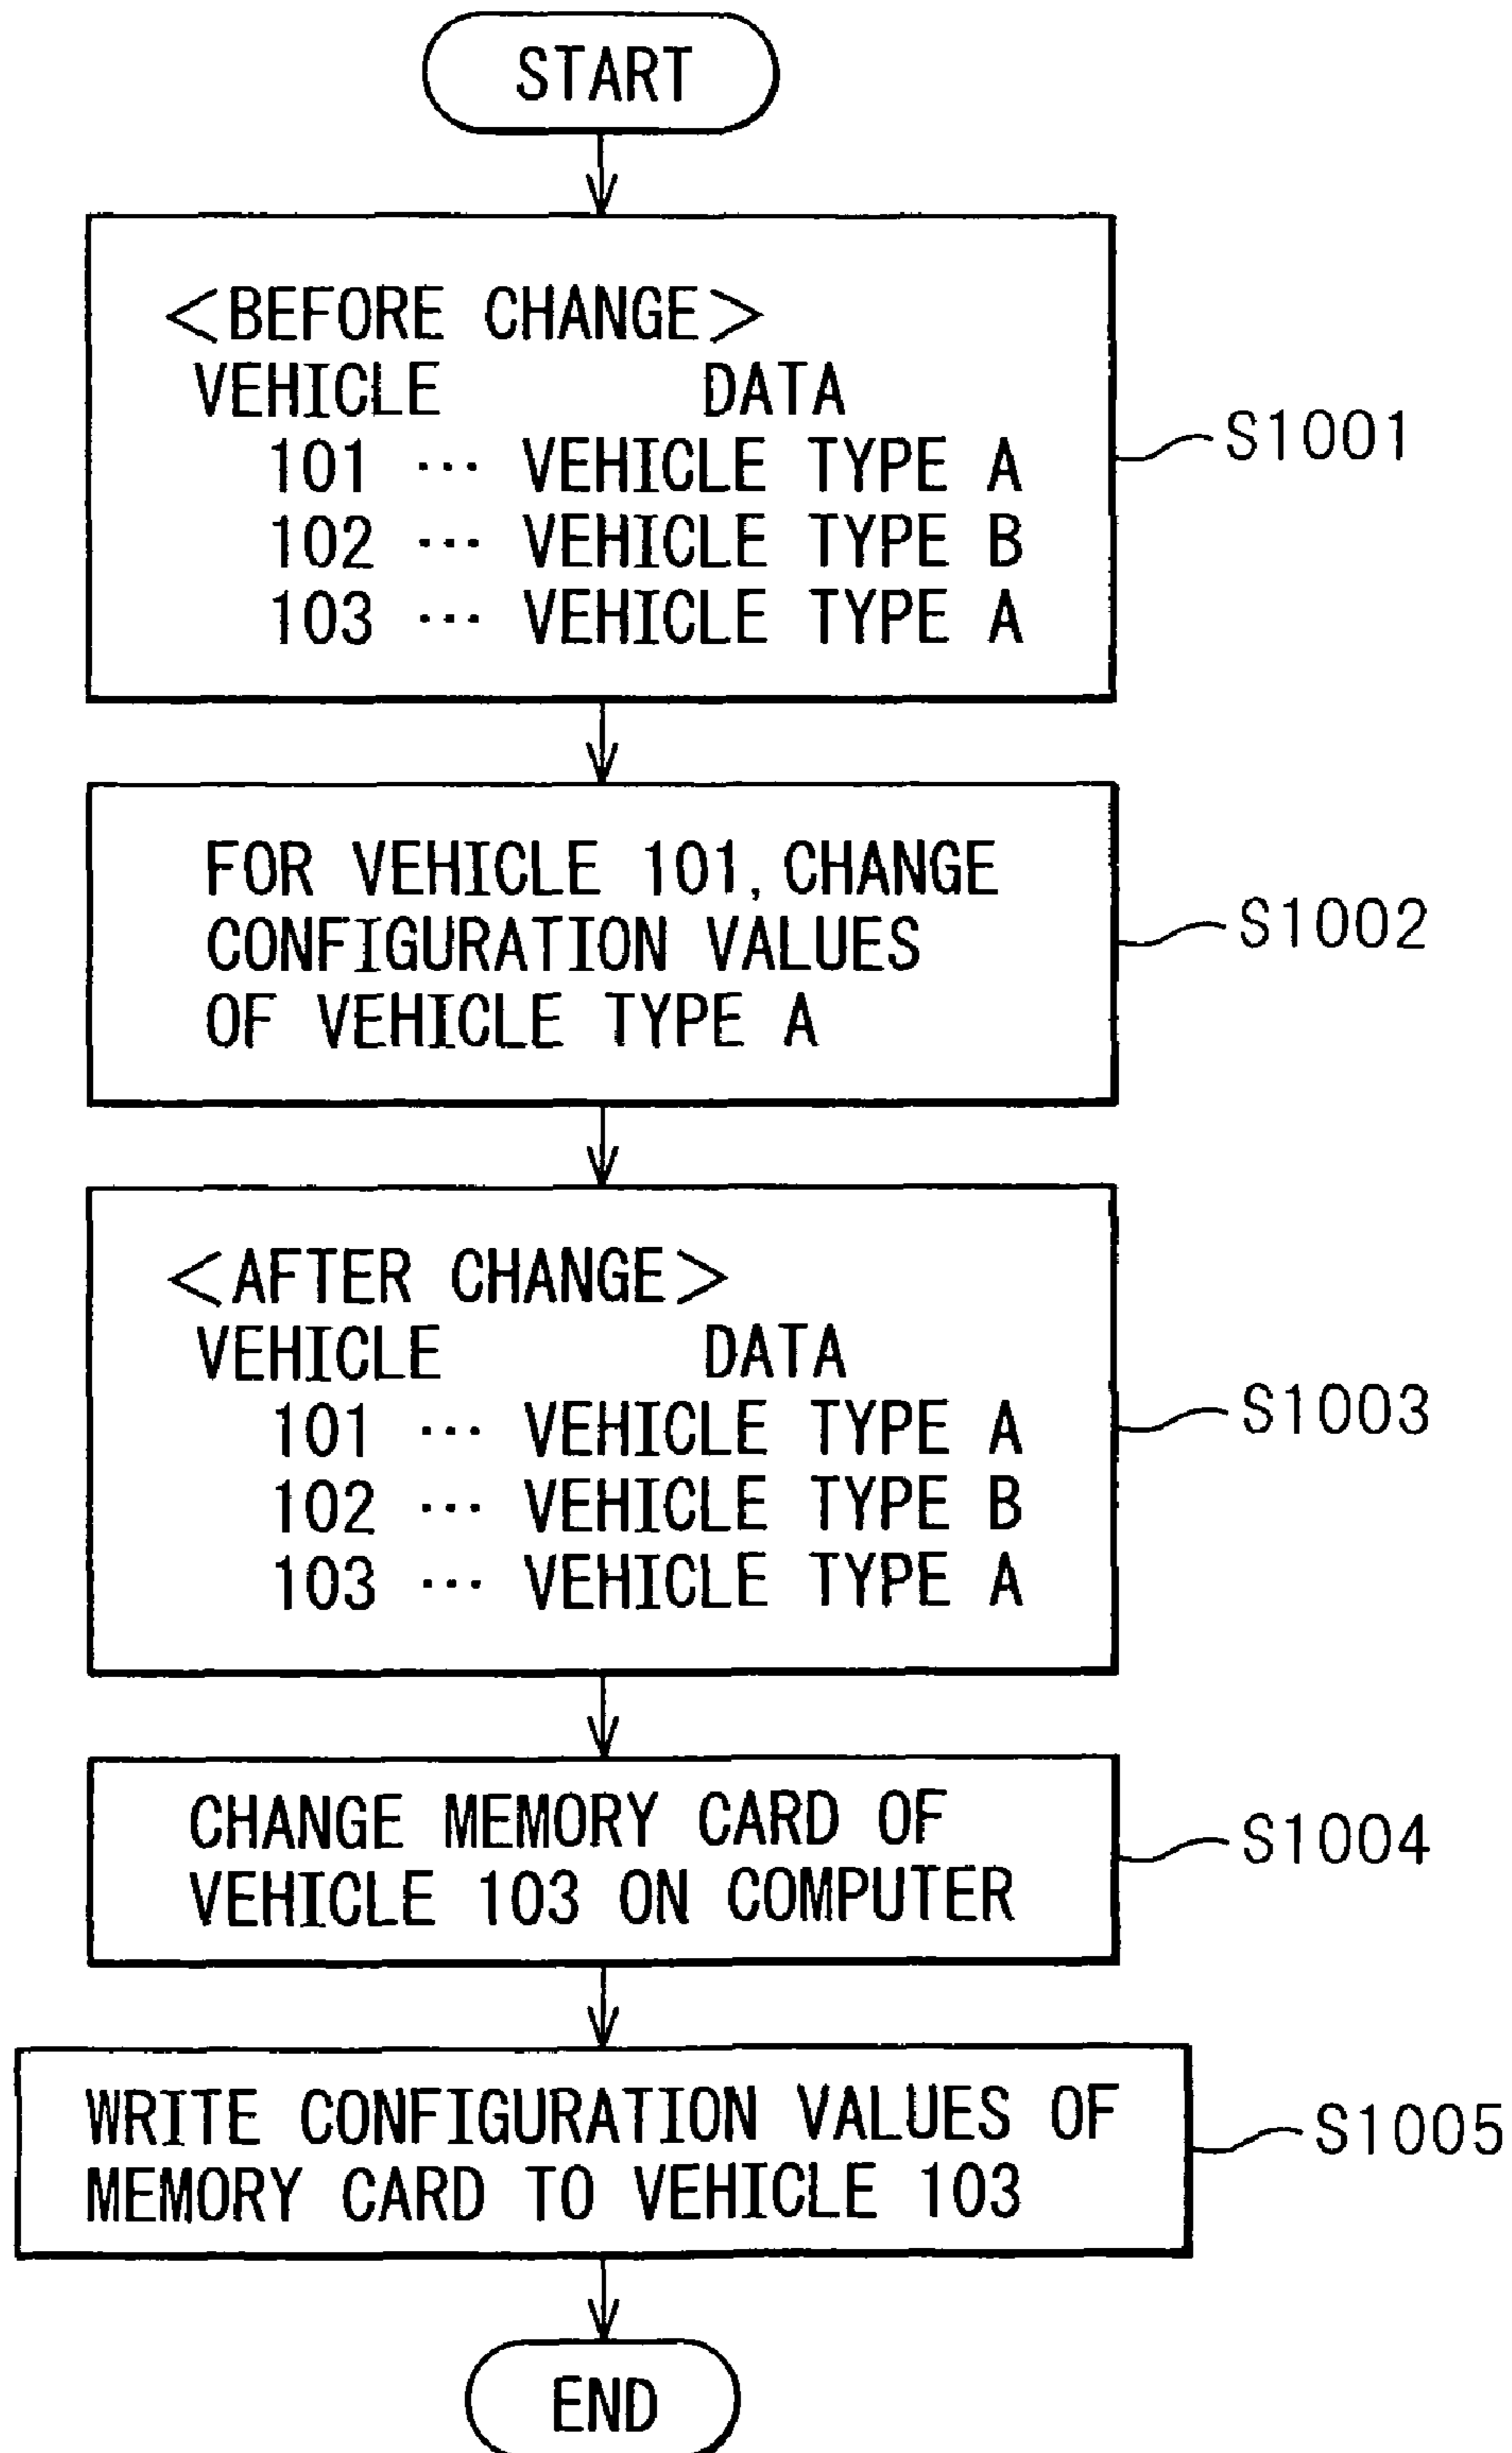 START
<BEFORE CHANGE>
VEHICLE DATA
101 ··· VEHICLE TYPE A
102 ··· VEHICLE TYPE B
103 ··· VEHICLE TYPE A
S1001
FOR VEHICLE 101, CHANGE
CONFIGURATION VALUES
OF VEHICLE TYPE A
S1002
<AFTER CHANGE>
VEHICLE DATA
101 ··· VEHICLE TYPE A
102 ··· VEHICLE TYPE B
103 ··· VEHICLE TYPE A
S1003
CHANGE MEMORY CARD OF
VEHICLE 103 ON COMPUTER
S1004
WRITE CONFIGURATION VALUES OF
MEMORY CARD TO VEHICLE 103
S1005
END